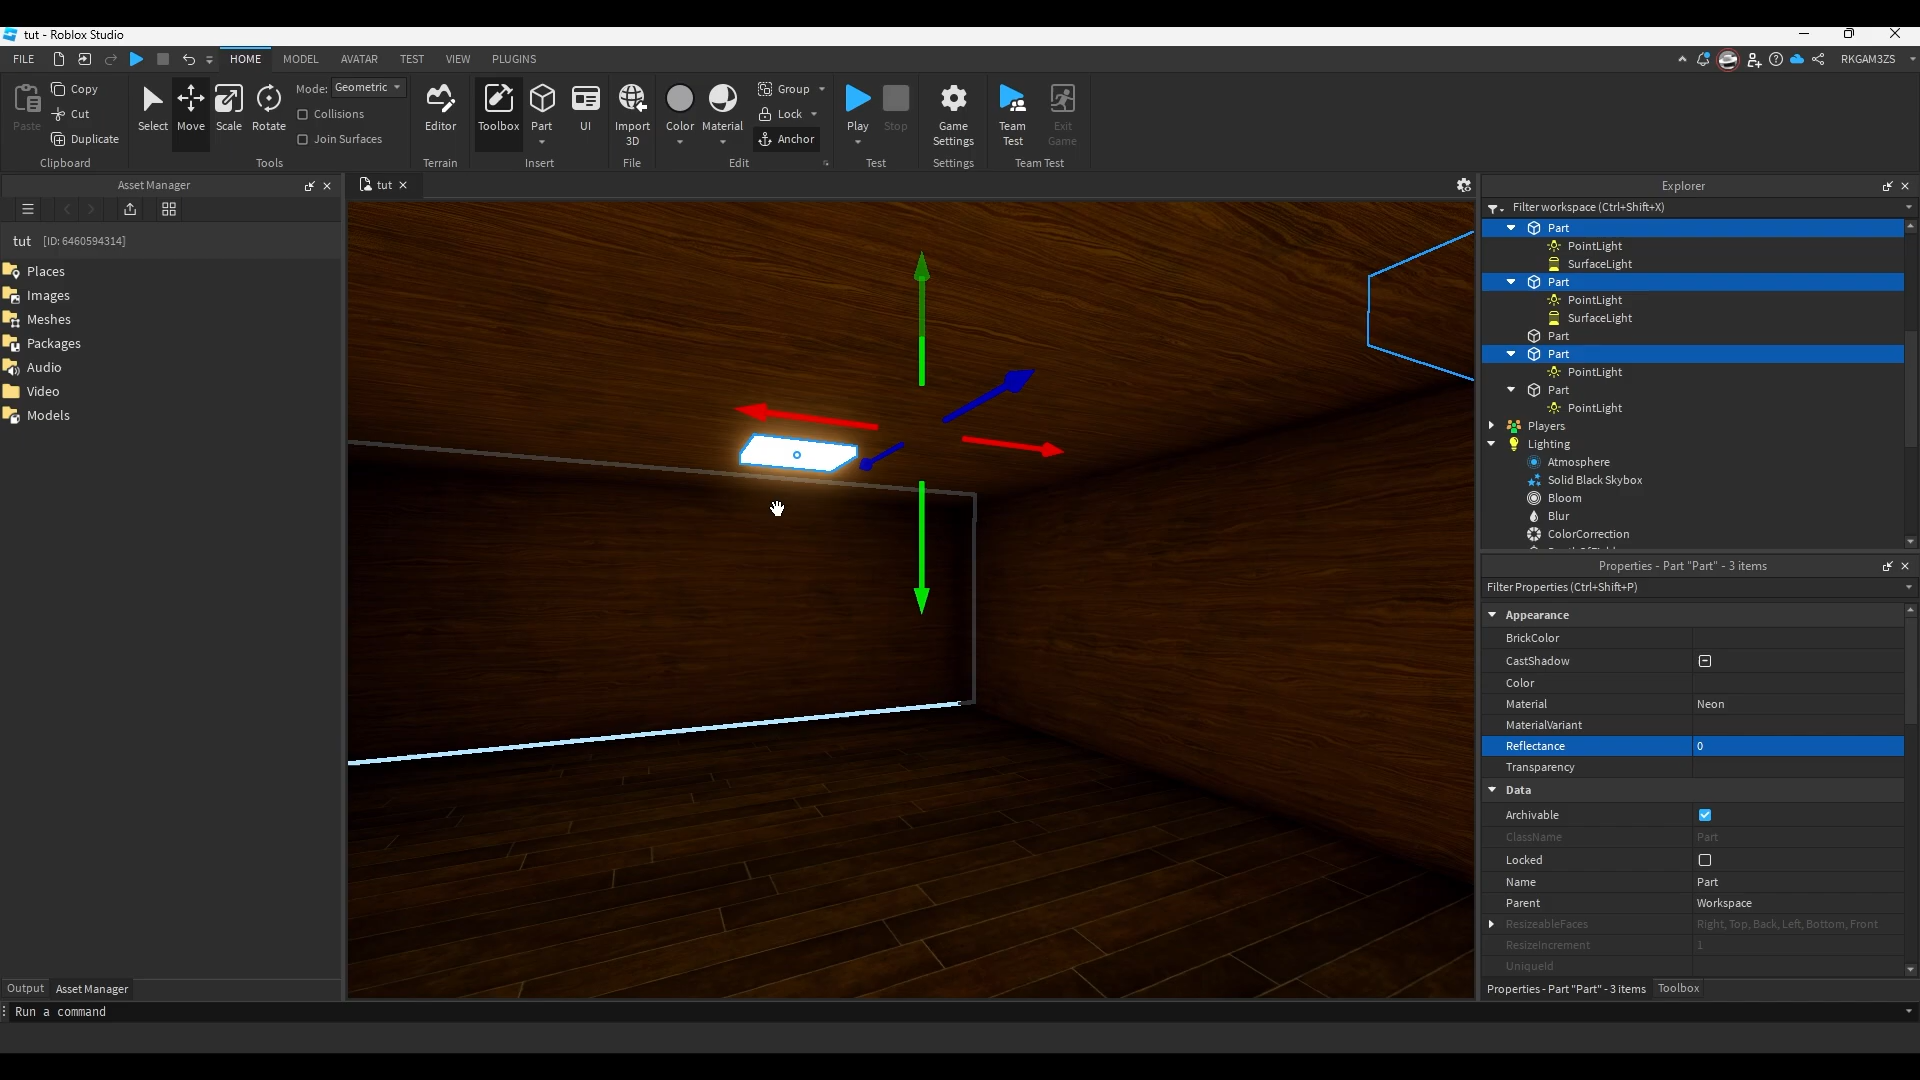 tut - Roblox Studio
FILE HOME MODEL AVATAR TEST VIEW PLUGINS RKGAM3ZS
Paste Copy Cut Duplicate
Clipboard
Select Move Scale Rotate
Mode: Geometric
Collisions
Join Surfaces
Tools
Editor
Terrain
Toolbox Part UI
Insert
Import 3D
File
Color Material
Group
Lock
Anchor
Edit
Play Stop
Test
Game Settings
Settings
Team Test
Exit Game
Team Test
Asset Manager
tut [ID: 6460594314]
Places
Images
Meshes
Packages
Audio
Video
Models
Output Asset Manager
tut
Explorer
Filter workspace (Ctrl+Shift+X)
Part
PointLight
SurfaceLight
Part
PointLight
SurfaceLight
Part
Part
PointLight
Part
PointLight
Players
Lighting
Atmosphere
Solid Black Skybox
Bloom
Blur
ColorCorrection
Properties - Part "Part" - 3 items
Filter Properties (Ctrl+Shift+P)
Appearance
BrickColor
CastShadow
Color
Material Neon
MaterialVariant
Reflectance 0
Transparency
Data
Archivable
ClassName Part
Locked
Name Part
Parent Workspace
ResizeableFaces Right, Top, Back, Left, Bottom, Front
ResizeIncrement 1
UniqueId
Properties - Part "Part" - 3 items Toolbox
Run a command